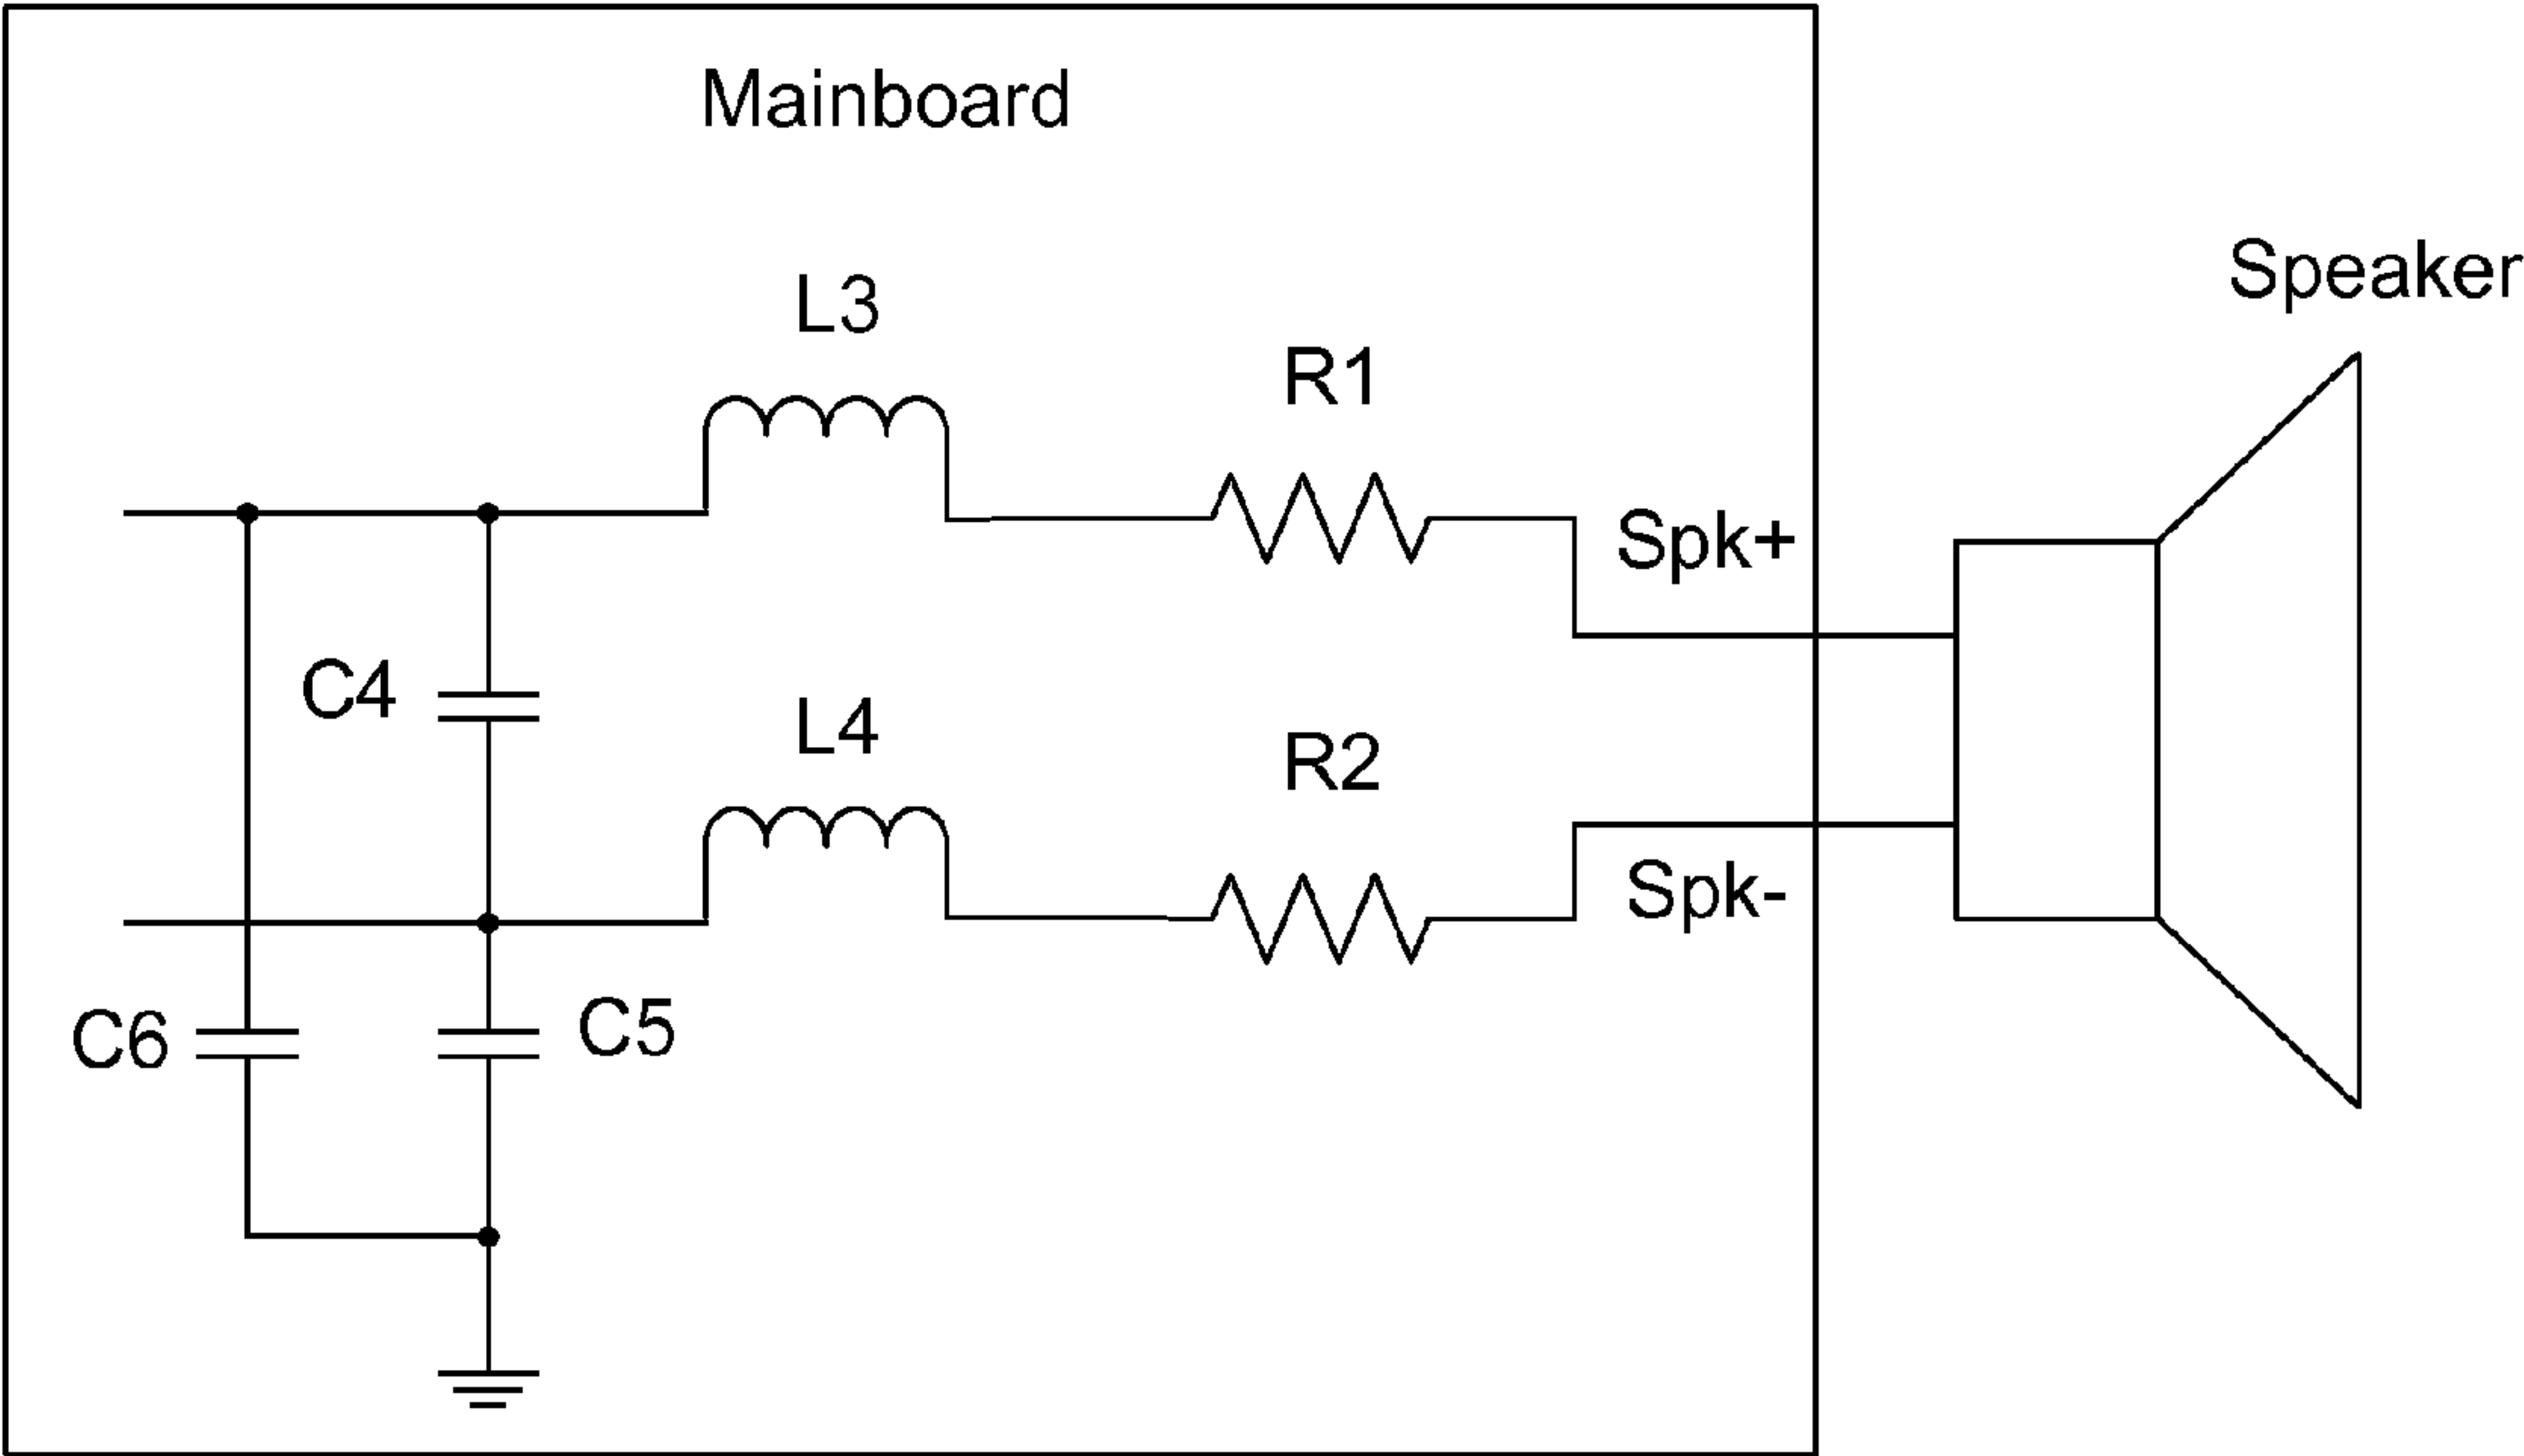 Mainboard
Speaker
L3
R1
Spk+
C4
L4
R2
Spk-
C6
C5